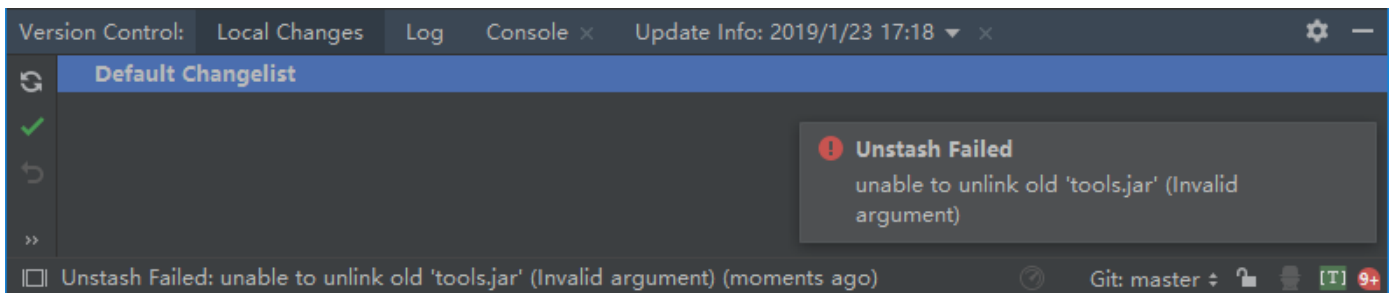 Version Control: Local Changes Log Console × Update Info: 2019/1/23 17:18 ×
Default Changelist
Unstash Failed
unable to unlink old 'tools.jar' (Invalid
argument)
Unstash Failed: unable to unlink old 'tools.jar' (Invalid argument) (moments ago) Git: master [T] 9+